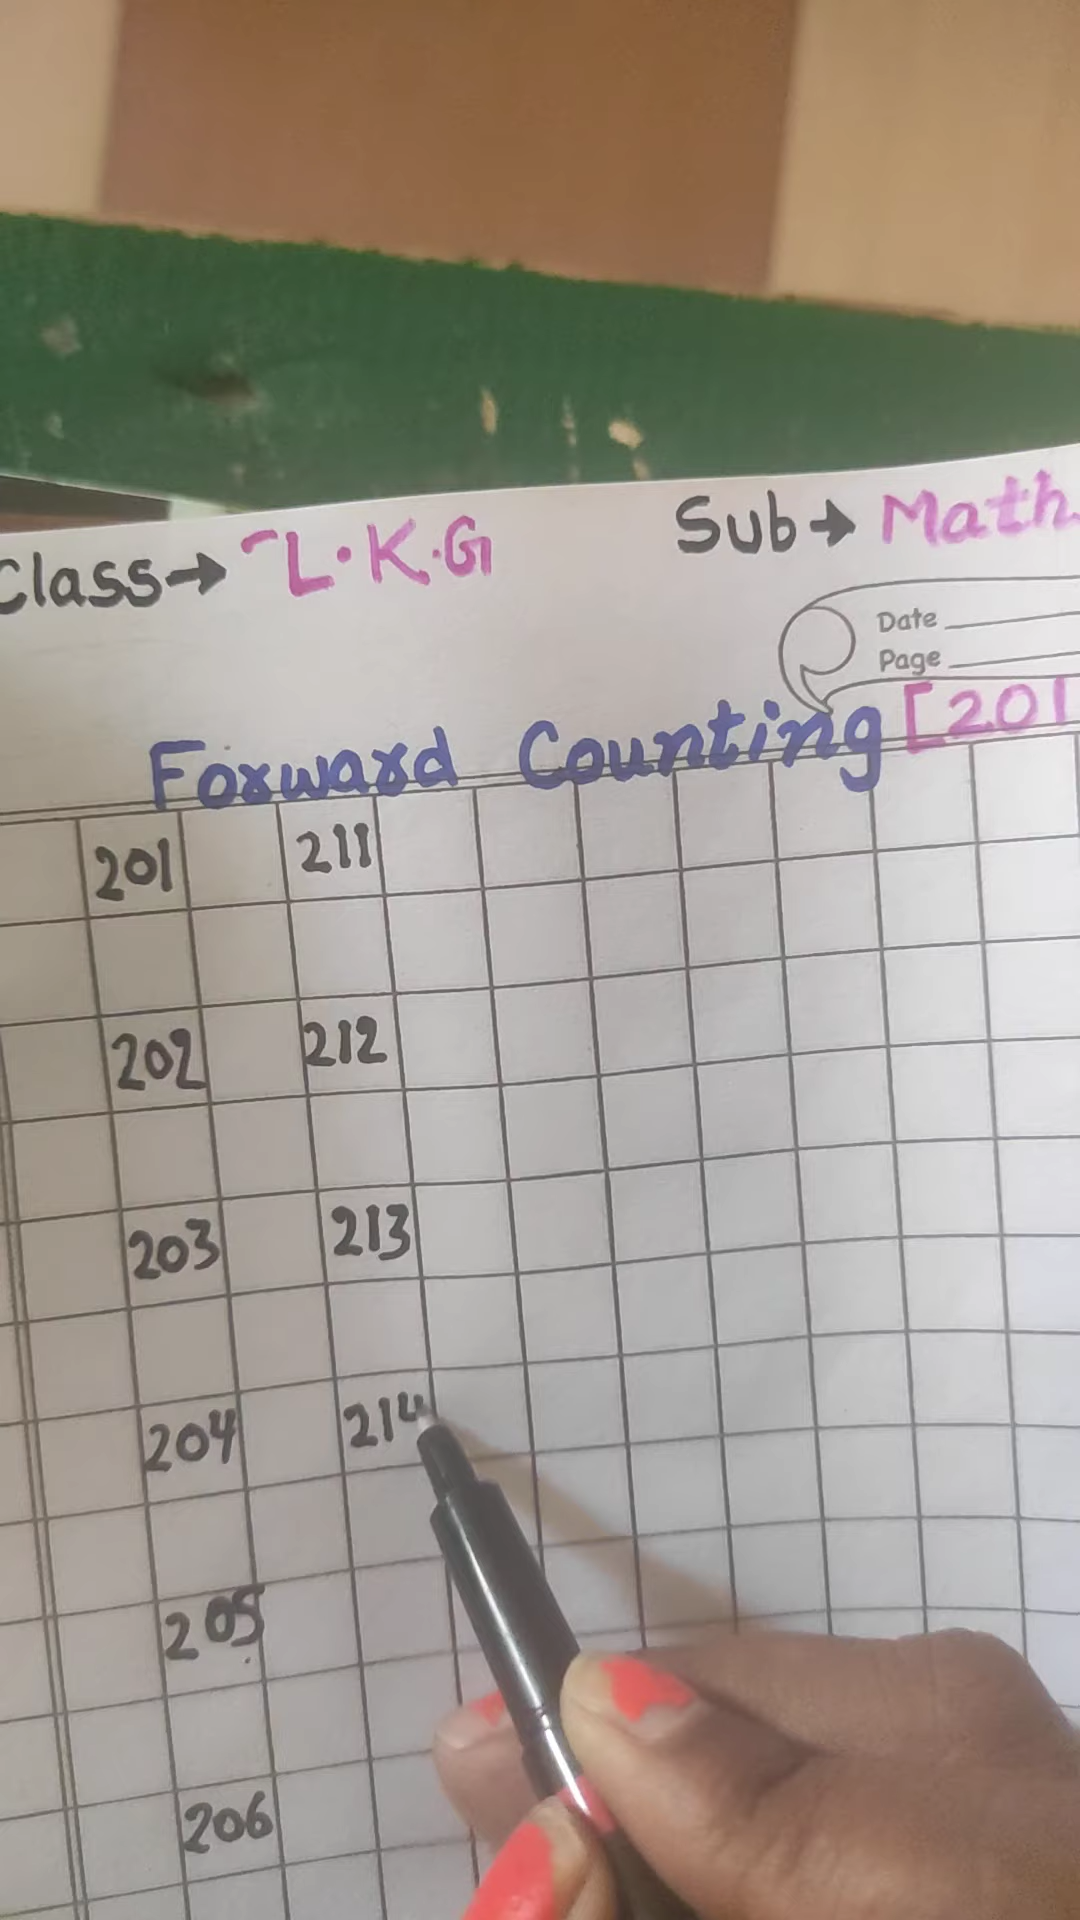 Class→ L.K.G Sub→ Math
Date
Page
Forward Counting [201
201 211
202 212
203 213
204 214
205
206